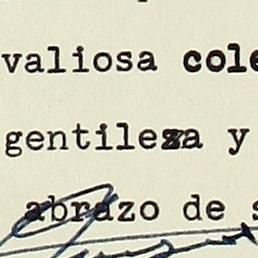 valiosa cole
gentileza y
abrazo de s